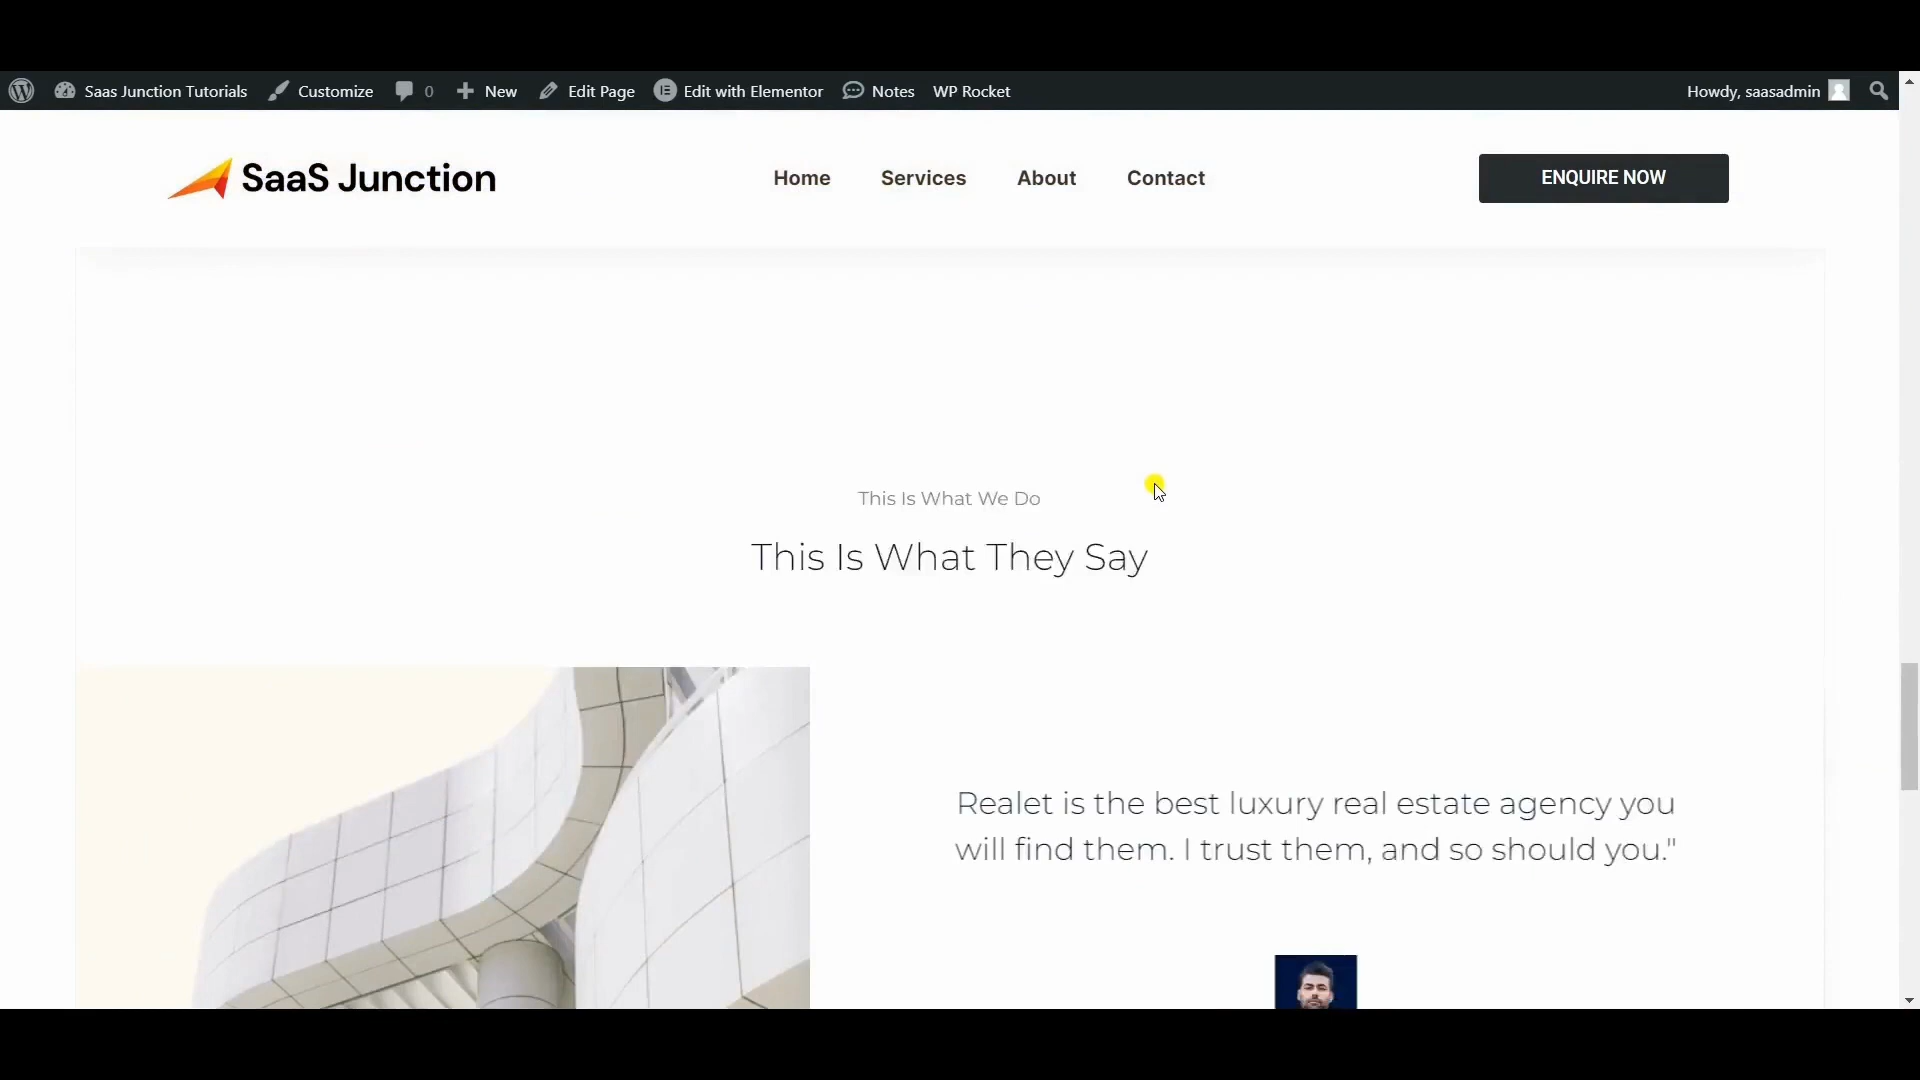 Saas Junction Tutorials Customize 0 New Edit Page Edit with Elementor Notes WP Rocket Howdy, saasadmin
SaaS Junction Home Services About Contact ENQUIRE NOW
This Is What We Do
This Is What They Say
Realet is the best luxury real estate agency you
will find them. I trust them, and so should you."